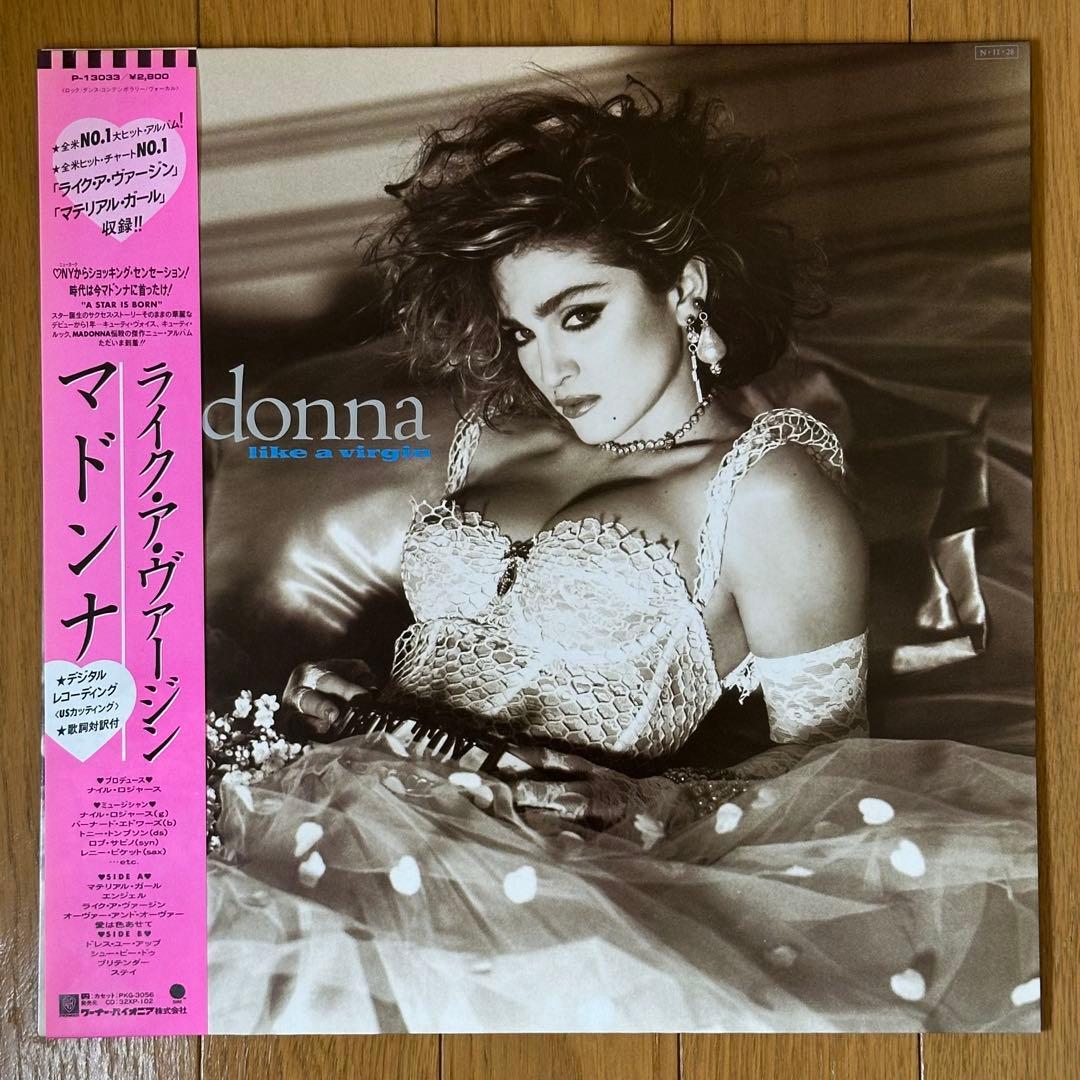 P-13033/¥2,800
(ロック/ダンス・コンテンポラリー/ヴォーカル)
★全米NO.1大ヒット・アルバム!
★全米ヒット・チャートNO.1
「ライク・ア・ヴァージン」
「マテリアル・ガール」
収録!!
ニューヨーク
♡NYからショッキング・センセーション!
時代は今マドンナに首ったけ!
"A STAR IS BORN"
スター誕生のサクセス・ストーリーそのままの華麗な
デビューから1年—キューティ・ヴォイス、キューティ・
ルック、MADONNA悩殺の傑作ニュー・アルバム
ただいま到着!!
ライク・ア・ヴァージン
マドンナ
★デジタル
レコーディング
〈USカッティング〉
★歌詞対訳付
♥プロデュース♥
ナイル・ロジャース
♥ミュージシャン♥
ナイル・ロジャース(g)
バーナード・エドワーズ(b)
トニー・トンプソン(ds)
ロブ・サビノ(syn)
レニー・ピケット(sax)
…etc.
♥SIDE A♥
マテリアル・ガール
エンジェル
ライク・ア・ヴァージン
オーヴァー・アンド・オーヴァー
愛は色あせて
♥SIDE B♥
ドレス・ユー・アップ
シュー・ビー・ドゥ
プリテンダー
ステイ
カセット:PKG-3056
発売元 CD:32XP-102
ワーナー・パイオニア株式会社
N・11・28
donna
like a virgin